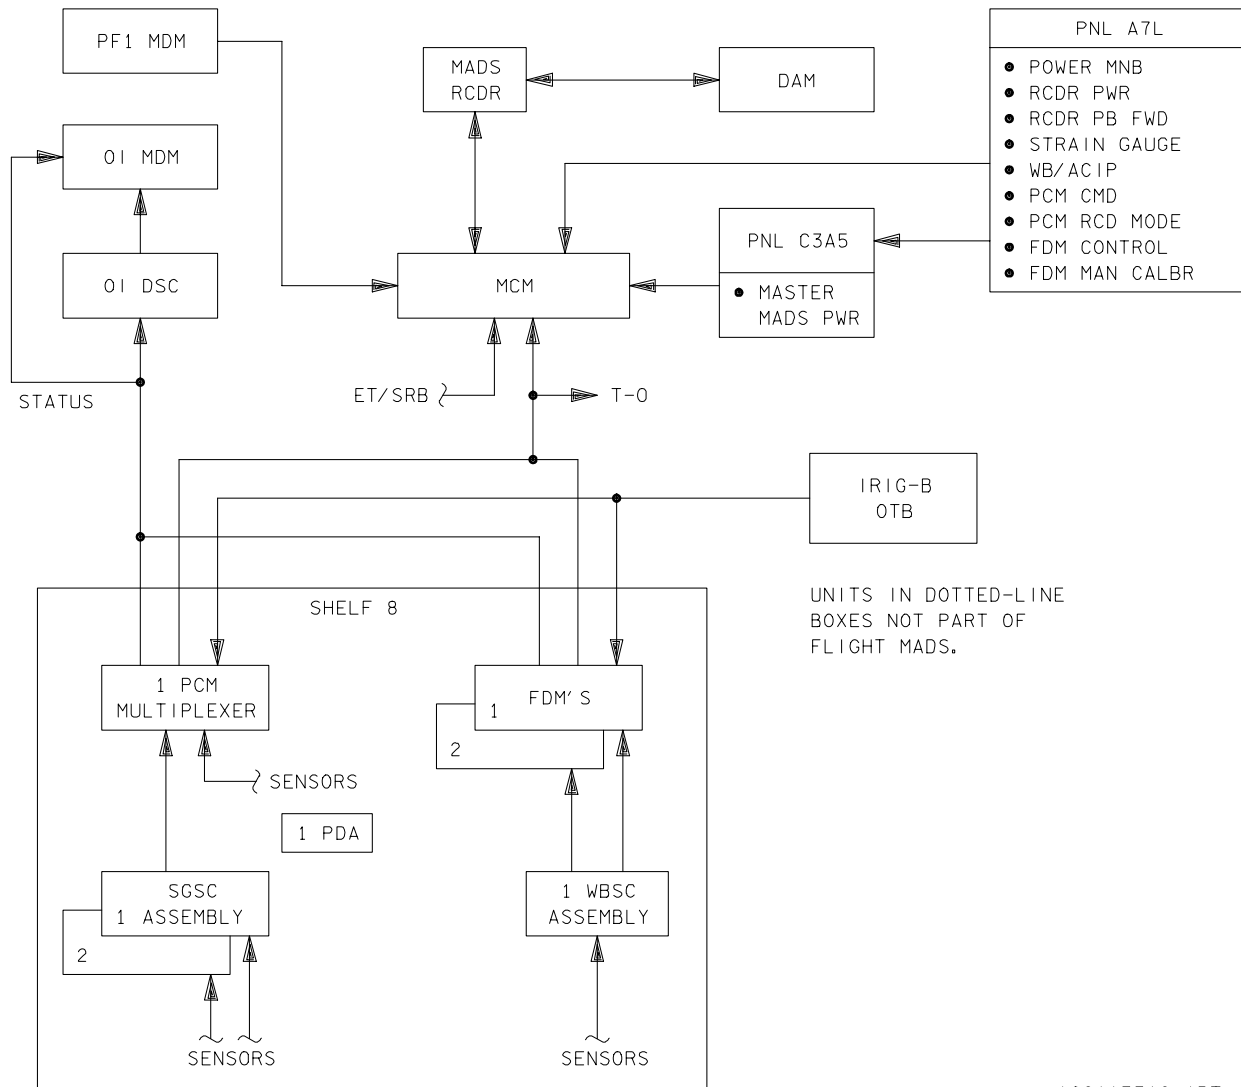 PF1 MDM
MADS
RCDR
DAM
PNL A7L
● POWER MNB
● RCDR PWR
● RCDR PB FWD
● STRAIN GAUGE
● WB/ACIP
● PCM CMD
● PCM RCD MODE
● FDM CONTROL
● FDM MAN CALBR
OI MDM
OI DSC
MCM
PNL C3A5
● MASTER
MADS PWR
STATUS
ET/SRB
T-0
IRIG-B
OTB
UNITS IN DOTTED-LINE
BOXES NOT PART OF
FLIGHT MADS.
SHELF 8
1 PCM
MULTIPLEXER
FDM'S
1
2
SENSORS
1 PDA
SGSC
1 ASSEMBLY
2
1 WBSC
ASSEMBLY
SENSORS
SENSORS